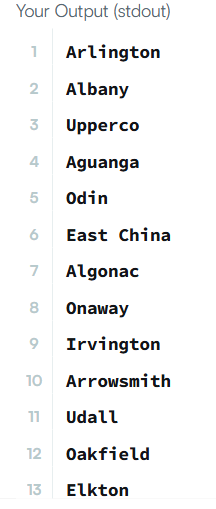 Your Output (stdout)
1 Arlington
2 Albany
3 Upperco
4 Aguanga
5 Odin
6 East China
7 Algonac
8 Onaway
9 Irvington
10 Arrowsmith
11 Udall
12 Oakfield
13 Elkton